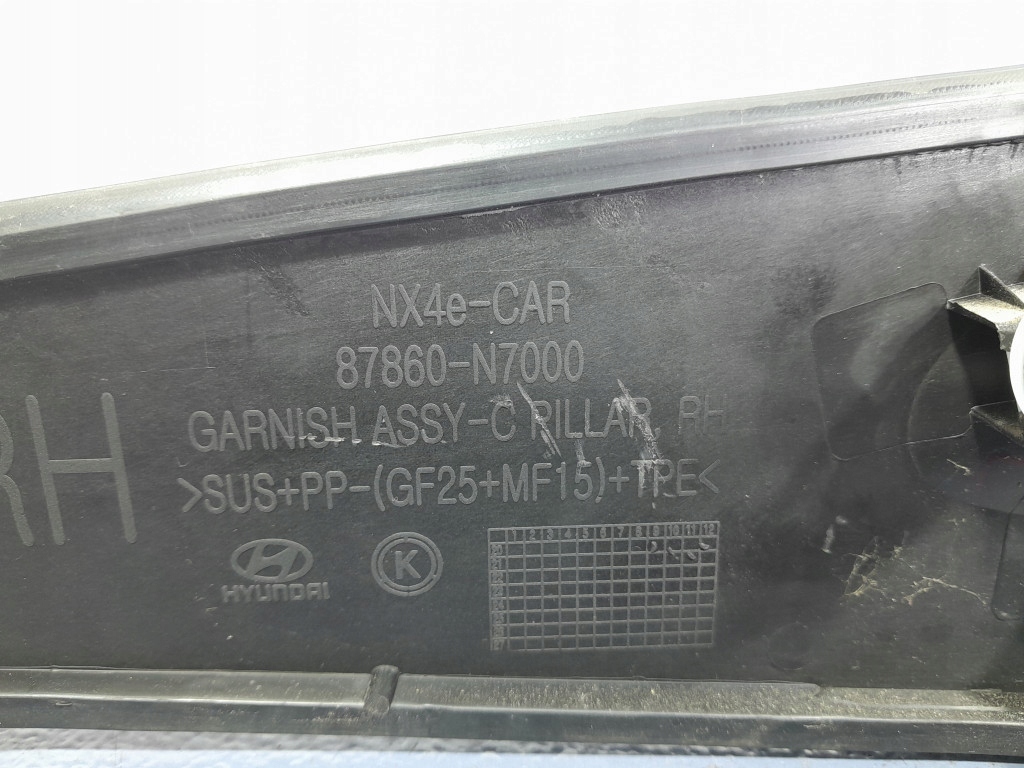 NX4e-CAR
87860-N7000
GARNISH ASSY-C PILLAR, RH
>SUS+PP-(GF25+MF15)+TPE<
RH
HYUNDAI
K
1 2 3 4 5 6 7 8 9 10 11 12